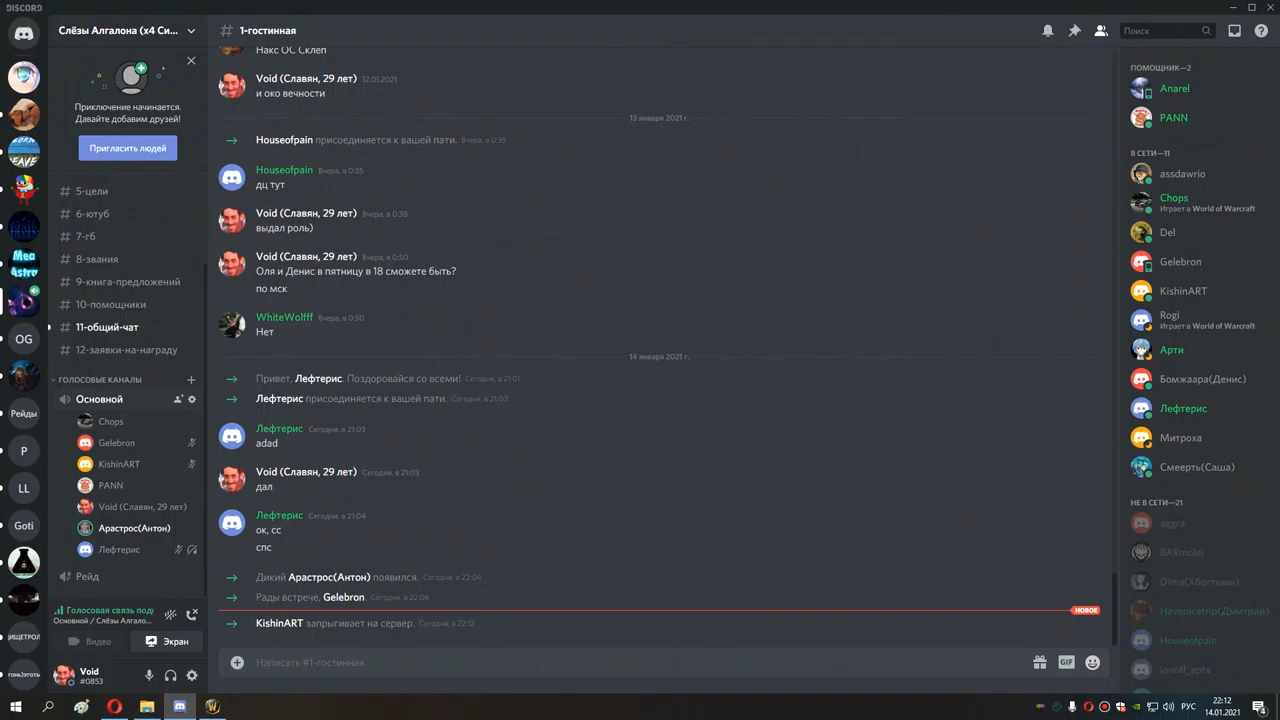 DISCORD
Слёзы Алгалона (x4 Си...
# 1-гостинная
Поиск
Приключение начинается.
Давайте добавим друзей!
Пригласить людей
# 5-цели
# 6-ютуб
# 7-гб
# 8-звания
# 9-книга-предложений
# 10-помощники
# 11-общий-чат
# 12-заявки-на-награду
ГОЛОСОВЫЕ КАНАЛЫ
Основной
Chops
Gelebron
KishinART
PANN
Void (Славян, 29 лет)
Арастрос(Антон)
Лефтерис
Рейд
OG
Рейды
P
LL
Goti
Голосовая связь под
Основной / Слёзы Алгало...
Видео
Экран
Void
#0853
Накс ОС Склеп
Void (Славян, 29 лет) 12.01.2021
и око вечности
13 января 2021 г.
Houseofpain присоединяется к вашей пати. Вчера, в 0:35
Houseofpain Вчера, в 0:35
дц тут
Void (Славян, 29 лет) Вчера, в 0:38
выдал роль)
Void (Славян, 29 лет) Вчера, в 0:50
Оля и Денис в пятницу в 18 сможете быть?
по мск
WhiteWolfff Вчера, в 0:50
Нет
14 января 2021 г.
Привет, Лефтерис. Поздоровайся со всеми! Сегодня, в 21:01
Лефтерис присоединяется к вашей пати. Сегодня, в 21:03
Лефтерис Сегодня, в 21:03
adad
Void (Славян, 29 лет) Сегодня, в 21:03
дал
Лефтерис Сегодня, в 21:04
ок, сс
спс
Дикий Арастрос(Антон) появился. Сегодня, в 22:04
Рады встрече, Gelebron. Сегодня, в 22:06
НОВОЕ
KishinART запрыгивает на сервер. Сегодня, в 22:12
Написать #1-гостинная
GIF
ПОМОЩНИК—2
Anarel
PANN
В СЕТИ—11
assdawrio
Chops
Играет в World of Warcraft
Del
Gelebron
KishinART
Rogi
Играет в World of Warcraft
Арти
Бомжаара(Денис)
Лефтерис
Митроха
Смеерть(Саша)
НЕ В СЕТИ—21
aggra
BARmolei
Dima(Хбогтымы)
Havenicetrip(Дмитрий)
Houseofpain
ionoff_epta
РУС
22:12
14.01.2021